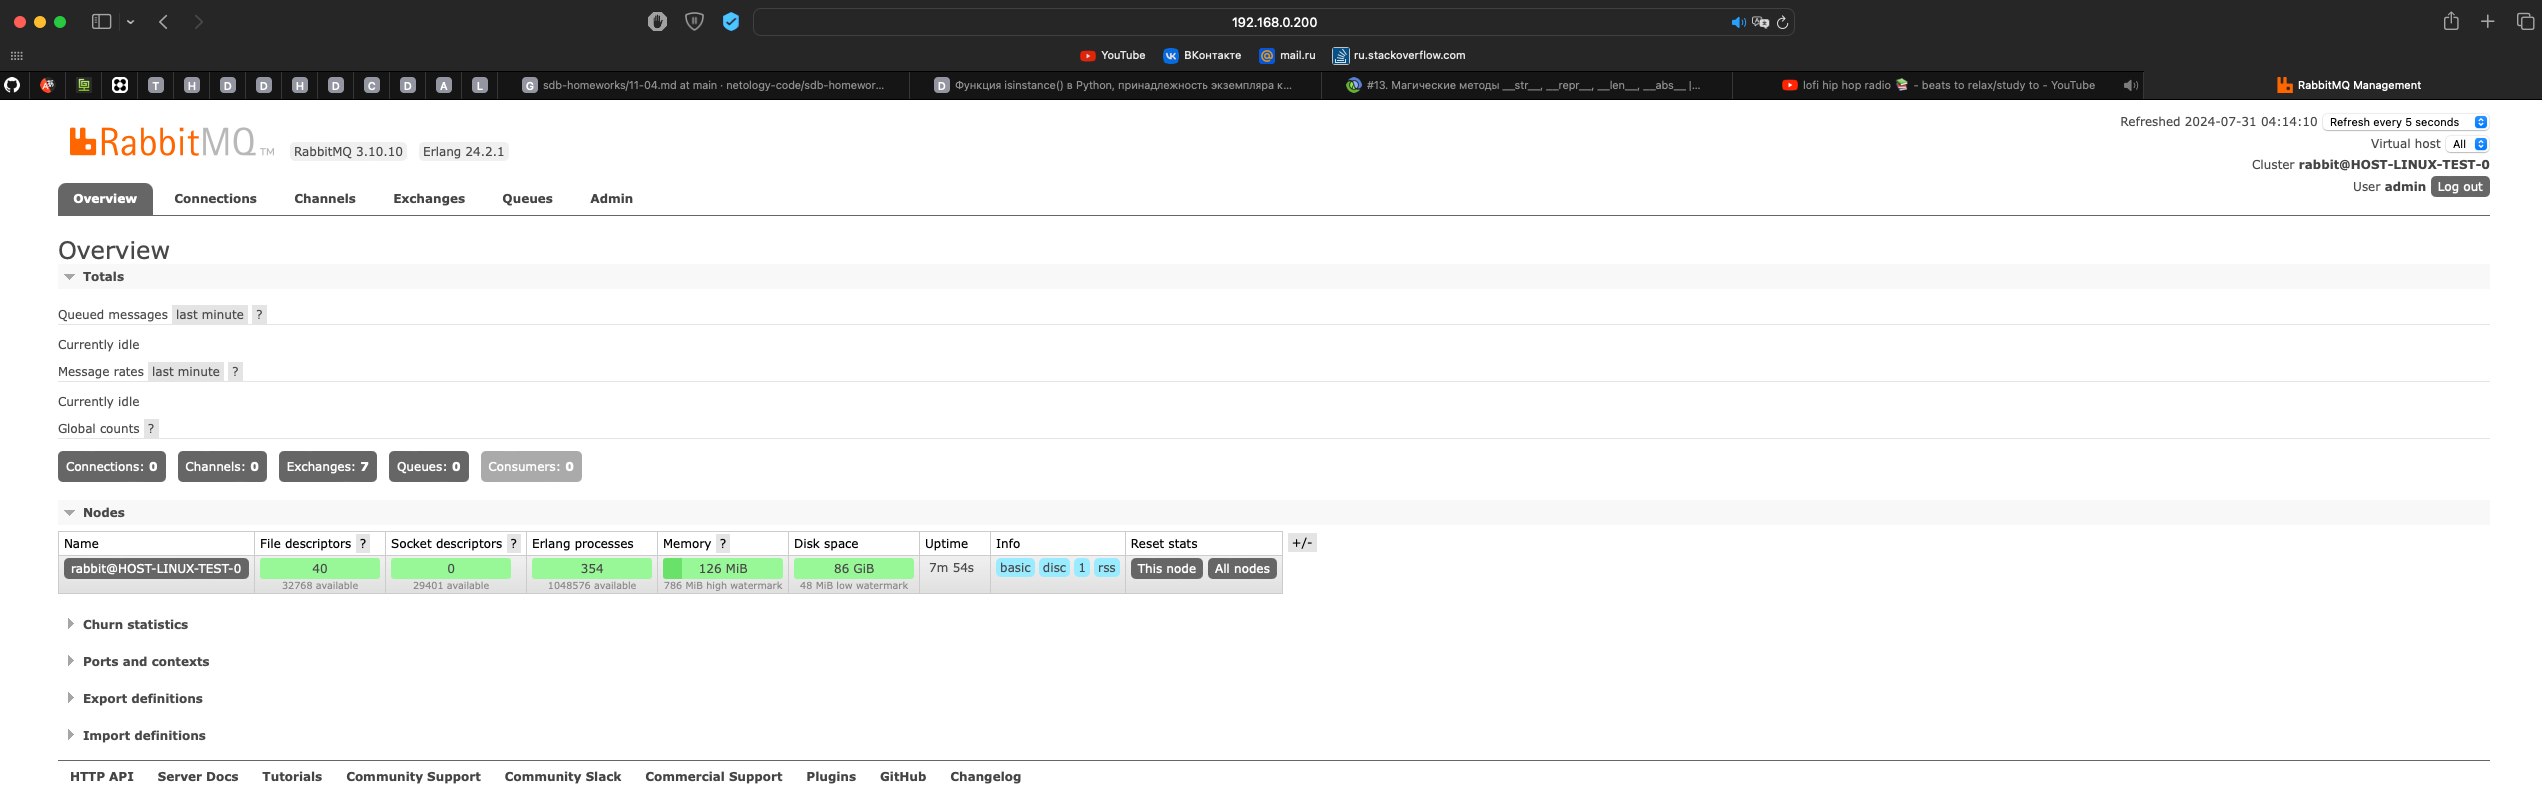 192.168.0.200
YouTube ВКонтакте mail.ru ru.stackoverflow.com
T H D D H D C D A L G sdb-homeworks/11-04.md at main · netology-code/sdb-homewor... D Функция isinstance() в Python, принадлежность экземпляра к... #13. Магические методы __str__, __repr__, __len__, __abs__ |... lofi hip hop radio 📚 - beats to relax/study to - YouTube RabbitMQ Management
RabbitMQ TM RabbitMQ 3.10.10 Erlang 24.2.1
Refreshed 2024-07-31 04:14:10 Refresh every 5 seconds
Virtual host All
Cluster rabbit@HOST-LINUX-TEST-0
User admin Log out
Overview Connections Channels Exchanges Queues Admin
Overview
Totals
Queued messages last minute ?
Currently idle
Message rates last minute ?
Currently idle
Global counts ?
Connections: 0 Channels: 0 Exchanges: 7 Queues: 0 Consumers: 0
Nodes
Name File descriptors ? Socket descriptors ? Erlang processes Memory ? Disk space Uptime Info Reset stats +/-
rabbit@HOST-LINUX-TEST-0 40 0 354 126 MiB 86 GiB 7m 54s basic disc 1 rss This node All nodes
32768 available 29401 available 1048576 available 786 MiB high watermark 48 MiB low watermark
Churn statistics
Ports and contexts
Export definitions
Import definitions
HTTP API Server Docs Tutorials Community Support Community Slack Commercial Support Plugins GitHub Changelog